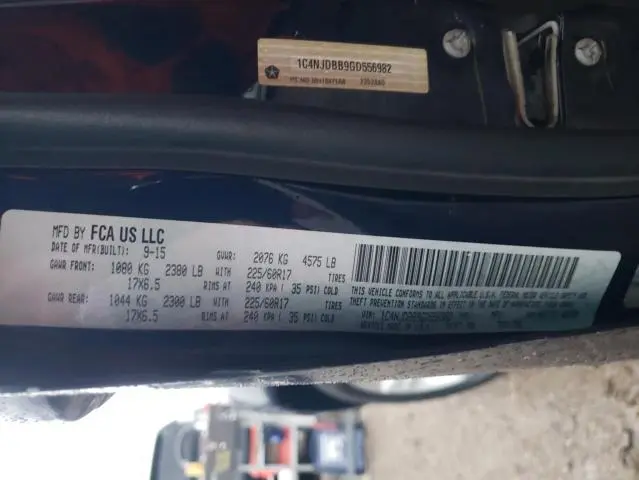 1C4NJDBB9GD556982
MFD BY FCA US LLC
DATE OF MFR(BUILT): 9-15
GVWR: 2076 KG 4575 LB
GAWR FRONT: 1080 KG 2380 LB WITH 225/60R17 TIRES
17X6.5 RIMS AT 240 KPA ( 35 PSI) COLD
GAWR REAR: 1044 KG 2300 LB WITH 225/60R17 TIRES
17X6.5 RIMS AT 240 KPA ( 35 PSI) COLD
THIS VEHICLE CONFORMS TO ALL APPLICABLE U.S.A. FEDERAL MOTOR VEHICLE SAFETY AND
THEFT PREVENTION STANDARDS IN EFFECT ON THE DATE OF MANUFACTURE
VIN: 1C4NJDBB9GD556982